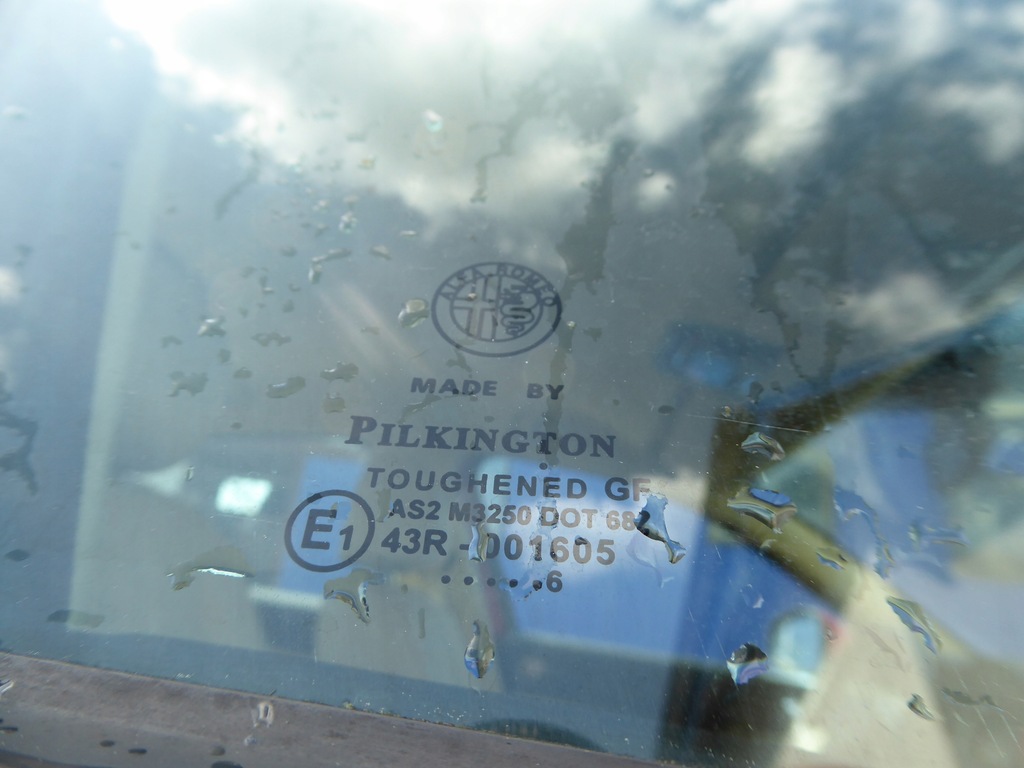 ALFA ROMEO
MADE BY
PILKINGTON
TOUGHENED GF
AS2 M3250 DOT 68
E1
43R - 001605
•••••6